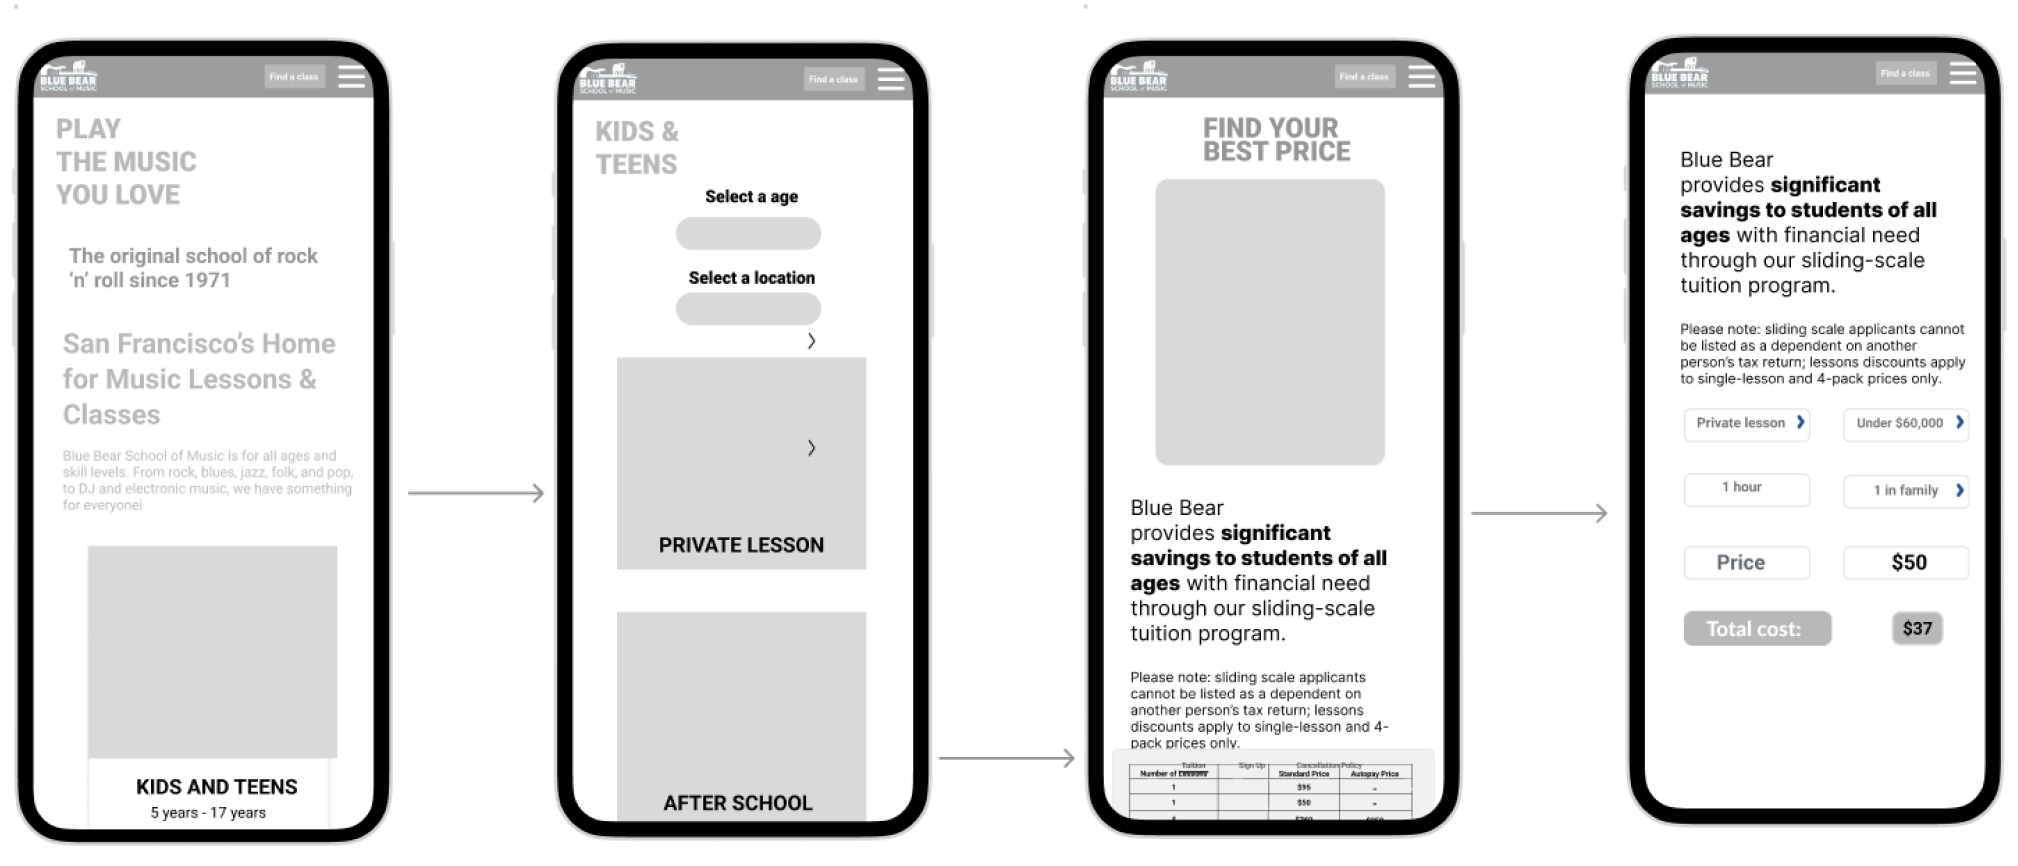 BLUE BEAR
SCHOOL of MUSIC
Find a class
PLAY
THE MUSIC
YOU LOVE
The original school of rock
‘n’ roll since 1971
San Francisco’s Home
for Music Lessons &
Classes
Blue Bear School of Music is for all ages and
skill levels. From rock, blues, jazz, folk, and pop,
to DJ and electronic music, we have something
for everyonei
KIDS AND TEENS
5 years - 17 years
BLUE BEAR
SCHOOL of MUSIC
Find a class
KIDS &
TEENS
Select a age
Select a location
PRIVATE LESSON
AFTER SCHOOL
BLUE BEAR
SCHOOL of MUSIC
Find a class
FIND YOUR
BEST PRICE
Blue Bear
provides significant
savings to students of all
ages with financial need
through our sliding-scale
tuition program.
Please note: sliding scale applicants
cannot be listed as a dependent on
another person’s tax return; lessons
discounts apply to single-lesson and 4-
pack prices only.
Tuition Sign Up Cancellation Policy
Number of Lessons Standard Price Autopay Price
1 $95 -
1 $50 -
BLUE BEAR
SCHOOL of MUSIC
Find a class
Blue Bear
provides significant
savings to students of all
ages with financial need
through our sliding-scale
tuition program.
Please note: sliding scale applicants cannot
be listed as a dependent on another
person’s tax return; lessons discounts apply
to single-lesson and 4-pack prices only.
Private lesson Under $60,000
1 hour 1 in family
Price $50
Total cost: $37